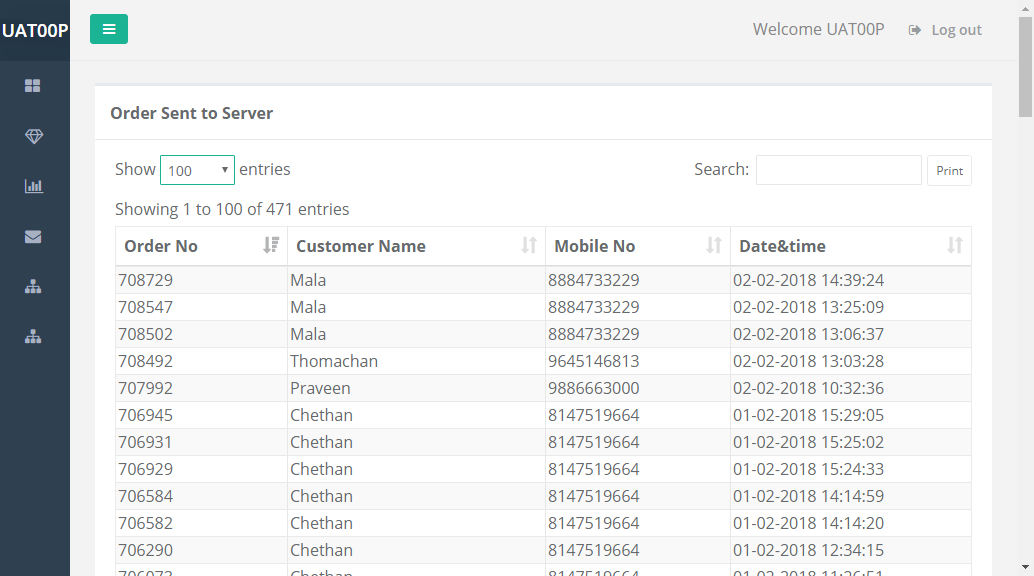 UAT00P
Welcome UAT00P Log out
Order Sent to Server
Show 100 entries Search: Print
Showing 1 to 100 of 471 entries
Order No Customer Name Mobile No Date&time
708729 Mala 8884733229 02-02-2018 14:39:24
708547 Mala 8884733229 02-02-2018 13:25:09
708502 Mala 8884733229 02-02-2018 13:06:37
708492 Thomachan 9645146813 02-02-2018 13:03:28
707992 Praveen 9886663000 02-02-2018 10:32:36
706945 Chethan 8147519664 01-02-2018 15:29:05
706931 Chethan 8147519664 01-02-2018 15:25:02
706929 Chethan 8147519664 01-02-2018 15:24:33
706584 Chethan 8147519664 01-02-2018 14:14:59
706582 Chethan 8147519664 01-02-2018 14:14:20
706290 Chethan 8147519664 01-02-2018 12:34:15
Chethan 8147519664